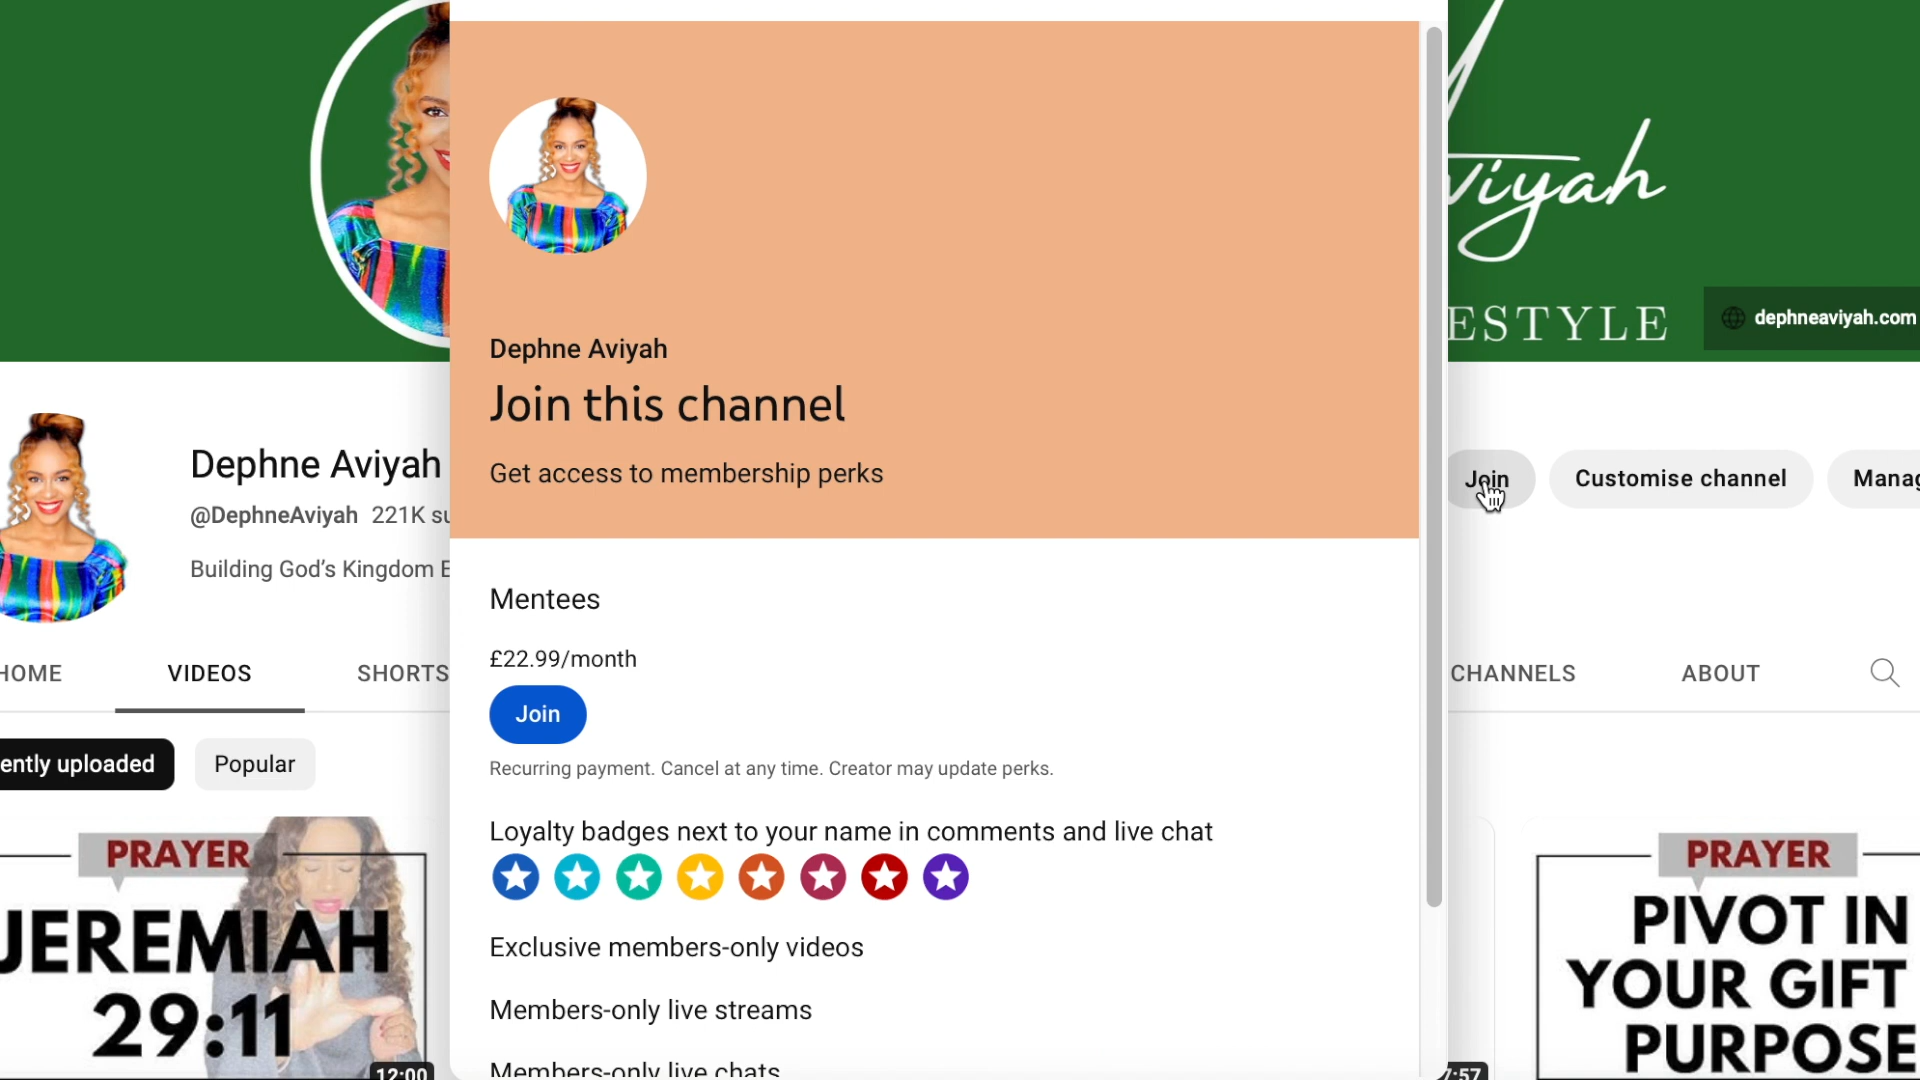 viyah
ESTYLE
dephneaviyah.com
Dephne Aviyah
Join this channel
Get access to membership perks
Dephne Aviyah
@DephneAviyah 221K su
Building God's Kingdom E
Join
Customise channel
Manag
Mentees
£22.99/month
Join
Recurring payment. Cancel at any time. Creator may update perks.
HOME VIDEOS SHORTS CHANNELS ABOUT
ently uploaded
Popular
Loyalty badges next to your name in comments and live chat
Exclusive members-only videos
Members-only live streams
Members-only live chats
PRAYER
JEREMIAH
29:11
12:00
7:57
PRAYER
PIVOT IN
YOUR GIFT
PURPOSE